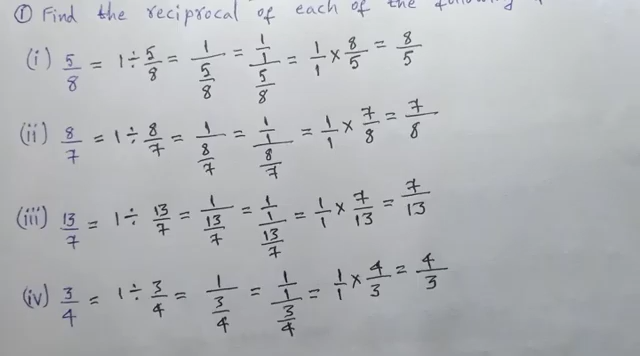 ① Find the reciprocal of each of the following
(i) 5/8 = 1 ÷ 5/8 = 1/(5/8) = (1/1)/(5/8) = 1/1 × 8/5 = 8/5
(ii) 8/7 = 1 ÷ 8/7 = 1/(8/7) = (1/1)/(8/7) = 1/1 × 7/8 = 7/8
(iii) 13/7 = 1 ÷ 13/7 = 1/(13/7) = (1/1)/(13/7) = 1/1 × 7/13 = 7/13
(iv) 3/4 = 1 ÷ 3/4 = 1/(3/4) = (1/1)/(3/4) = 1/1 × 4/3 = 4/3